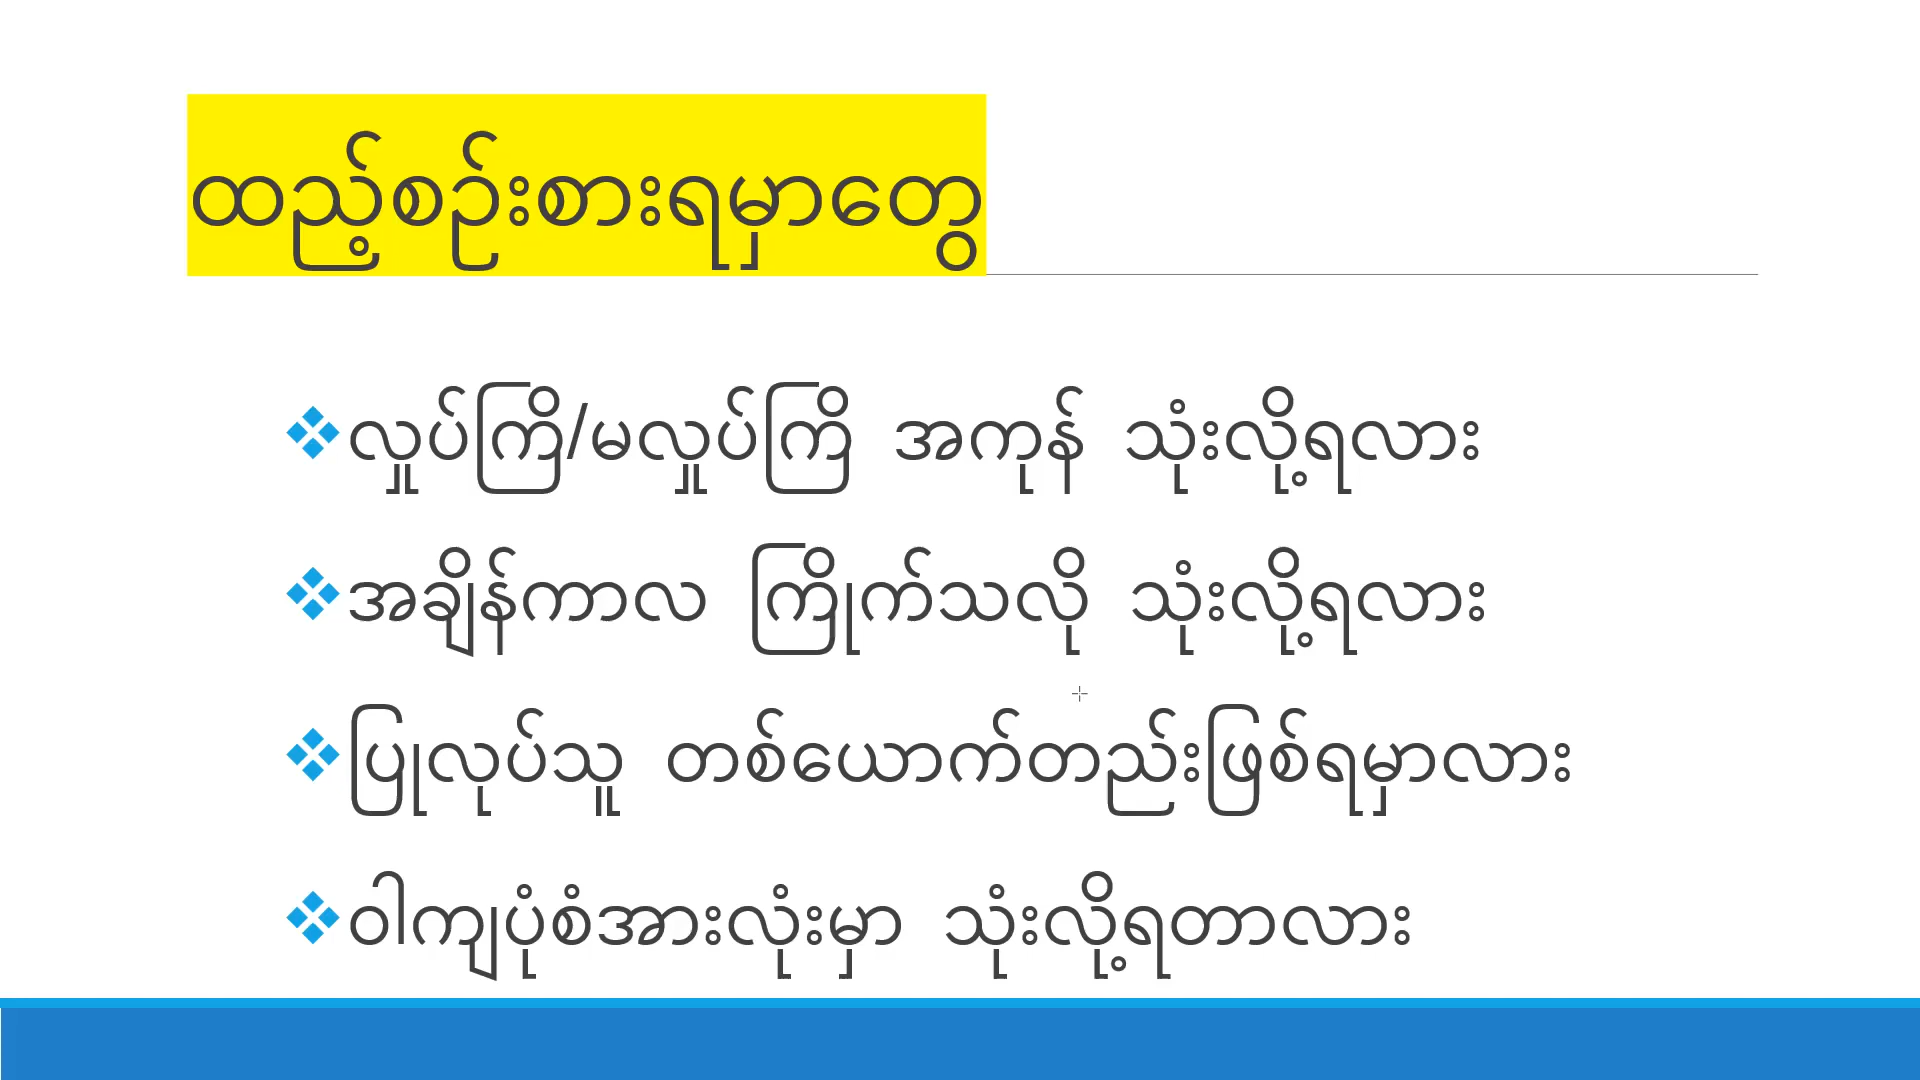 ထည့်စဉ်းစားရမှာတွေ
❖လှုပ်ကြိ/မလှုပ်ကြိ အကုန် သုံးလို့ရလား
❖အချိန်ကာလ ကြိုက်သလို သုံးလို့ရလား
❖ပြုလုပ်သူ တစ်ယောက်တည်းဖြစ်ရမှာလား
❖ဝါကျပုံစံအားလုံးမှာ သုံးလို့ရတာလား